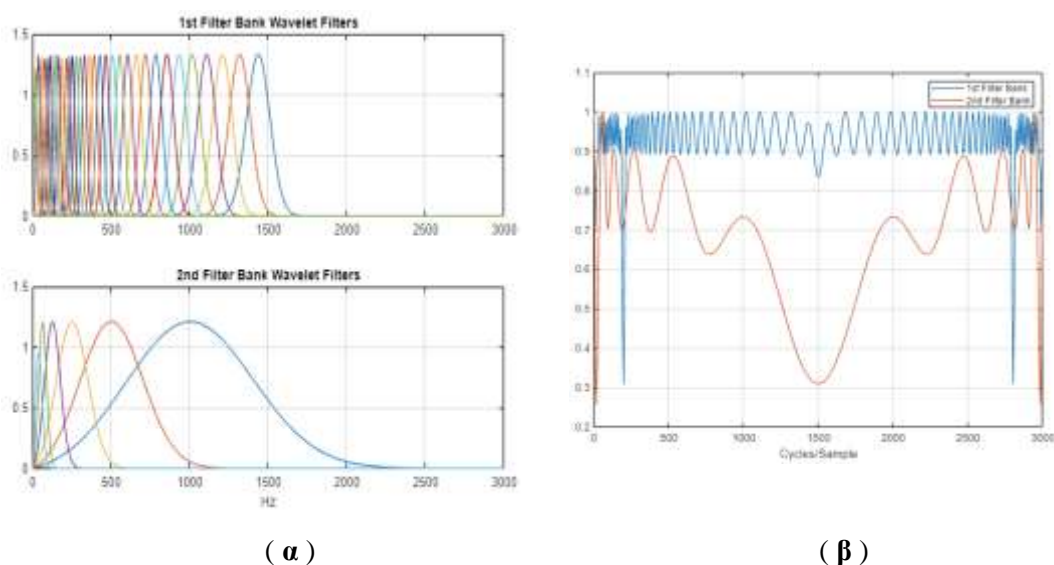 1st Filter Bank Wavelet Filters
1.5
1
0.5
0
0 500 1000 1500 2000 2500 3000
2nd Filter Bank Wavelet Filters
1.5
1
0.5
0
0 500 1000 1500 2000 2500 3000
Hz
1.1
1
0.9
0.8
0.7
0.6
0.5
0.4
0.3
0.2
1st Filter Bank
2nd Filter Bank
0 500 1000 1500 2000 2500 3000
Cycles/Sample
( α ) ( β )